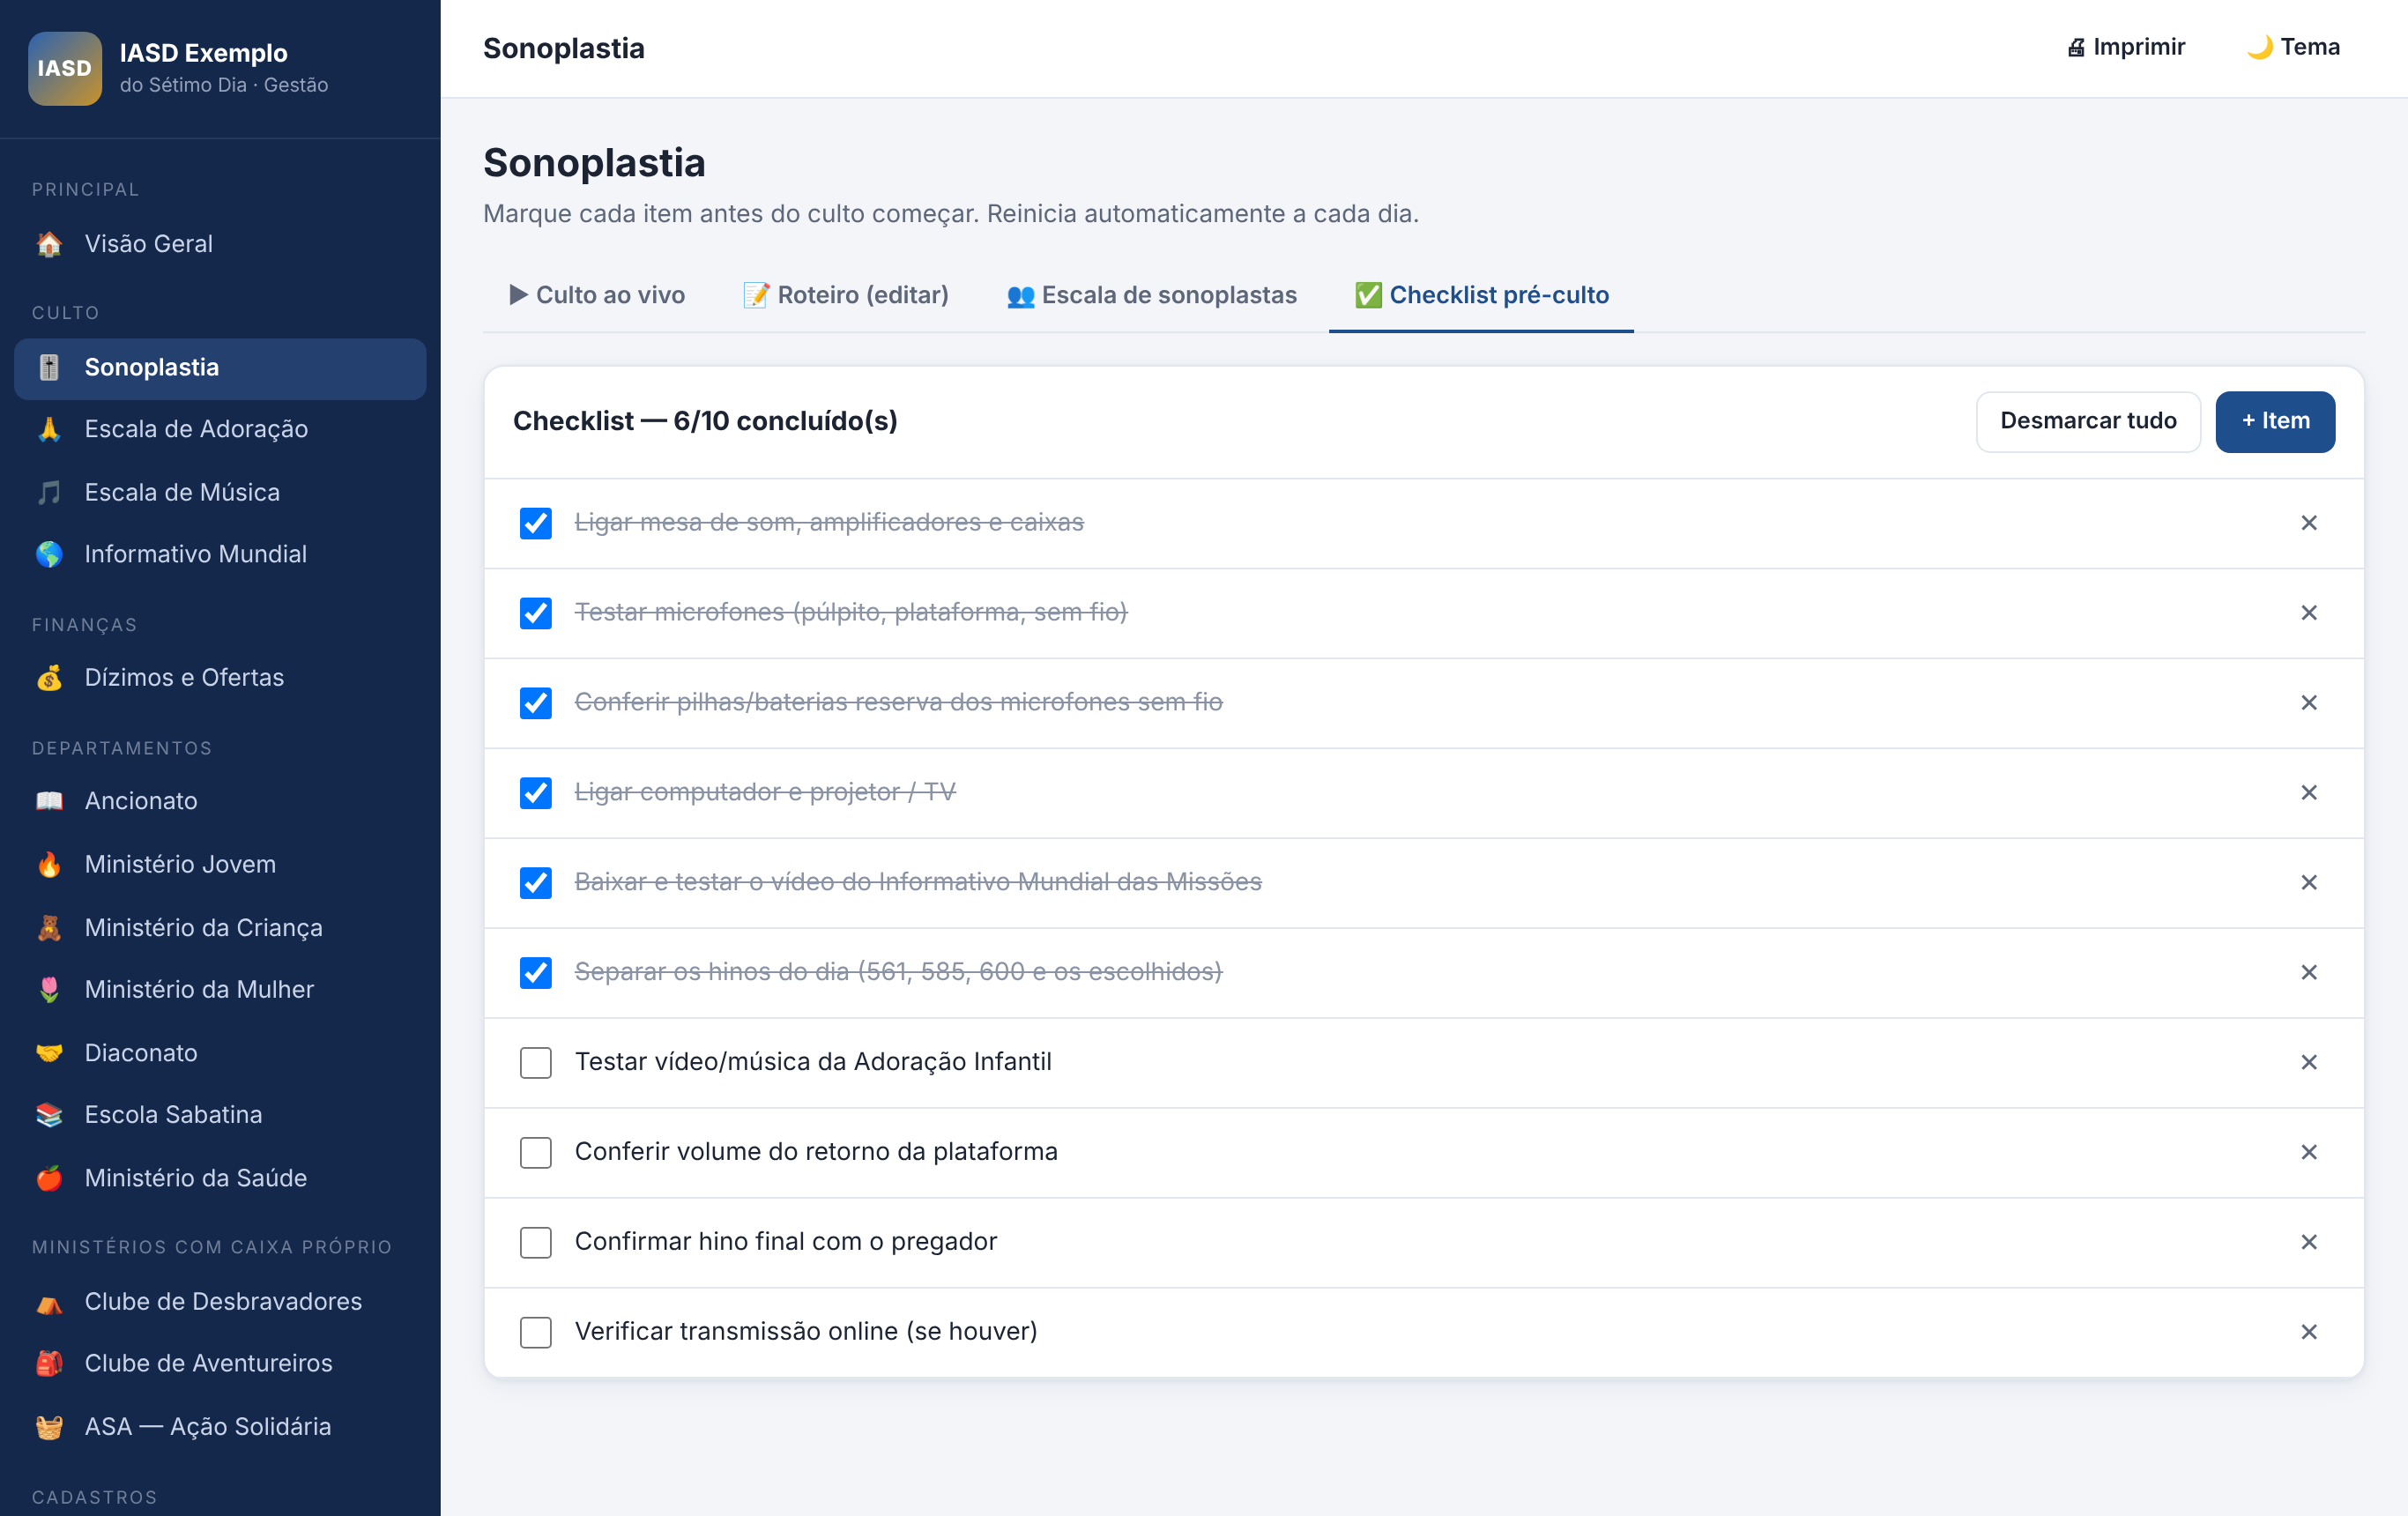 IASD
IASD Exemplo
do Sétimo Dia · Gestão
PRINCIPAL
Visão Geral
CULTO
Sonoplastia
Escala de Adoração
Escala de Música
Informativo Mundial
FINANÇAS
Dízimos e Ofertas
DEPARTAMENTOS
Ancionato
Ministério Jovem
Ministério da Criança
Ministério da Mulher
Diaconato
Escola Sabatina
Ministério da Saúde
MINISTÉRIOS COM CAIXA PRÓPRIO
Clube de Desbravadores
Clube de Aventureiros
ASA — Ação Solidária
CADASTROS
Sonoplastia
Imprimir
Tema
Sonoplastia
Marque cada item antes do culto começar. Reinicia automaticamente a cada dia.
Culto ao vivo
Roteiro (editar)
Escala de sonoplastas
Checklist pré-culto
Checklist — 6/10 concluído(s)
Desmarcar tudo
+ Item
Ligar mesa de som, amplificadores e caixas
Testar microfones (púlpito, plataforma, sem fio)
Conferir pilhas/baterias reserva dos microfones sem fio
Ligar computador e projetor / TV
Baixar e testar o vídeo do Informativo Mundial das Missões
Separar os hinos do dia (561, 585, 600 e os escolhidos)
Testar vídeo/música da Adoração Infantil
Conferir volume do retorno da plataforma
Confirmar hino final com o pregador
Verificar transmissão online (se houver)